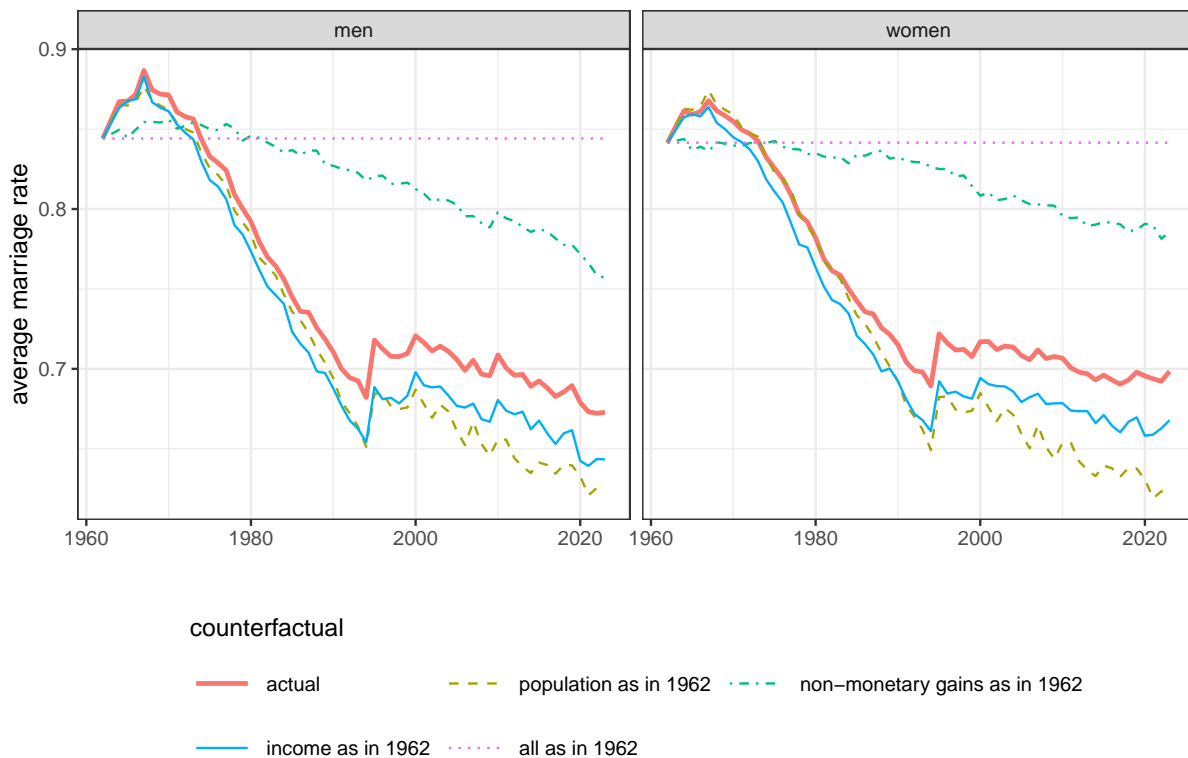 men
women
0.9
0.8
0.7
average marriage rate
1960
1980
2000
2020
1960
1980
2000
2020
counterfactual
actual
population as in 1962
non−monetary gains as in 1962
income as in 1962
all as in 1962